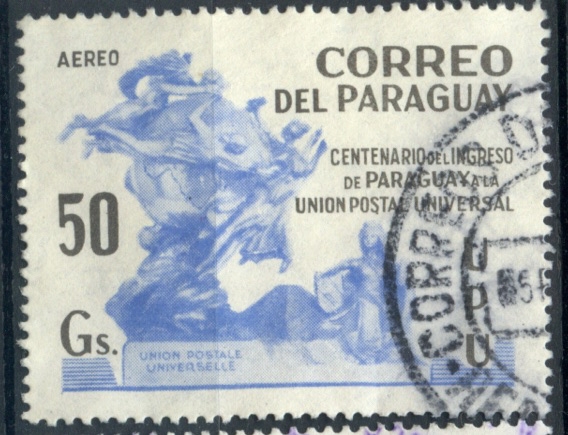 AEREO
CORREO
DEL PARAGUAY
CENTENARIO DEL INGRESO
DE PARAGUAY A LA
UNION POSTAL UNIVERSAL
50
Gs.
U
P
U
UNION POSTALE
UNIVERSELLE
CORREO